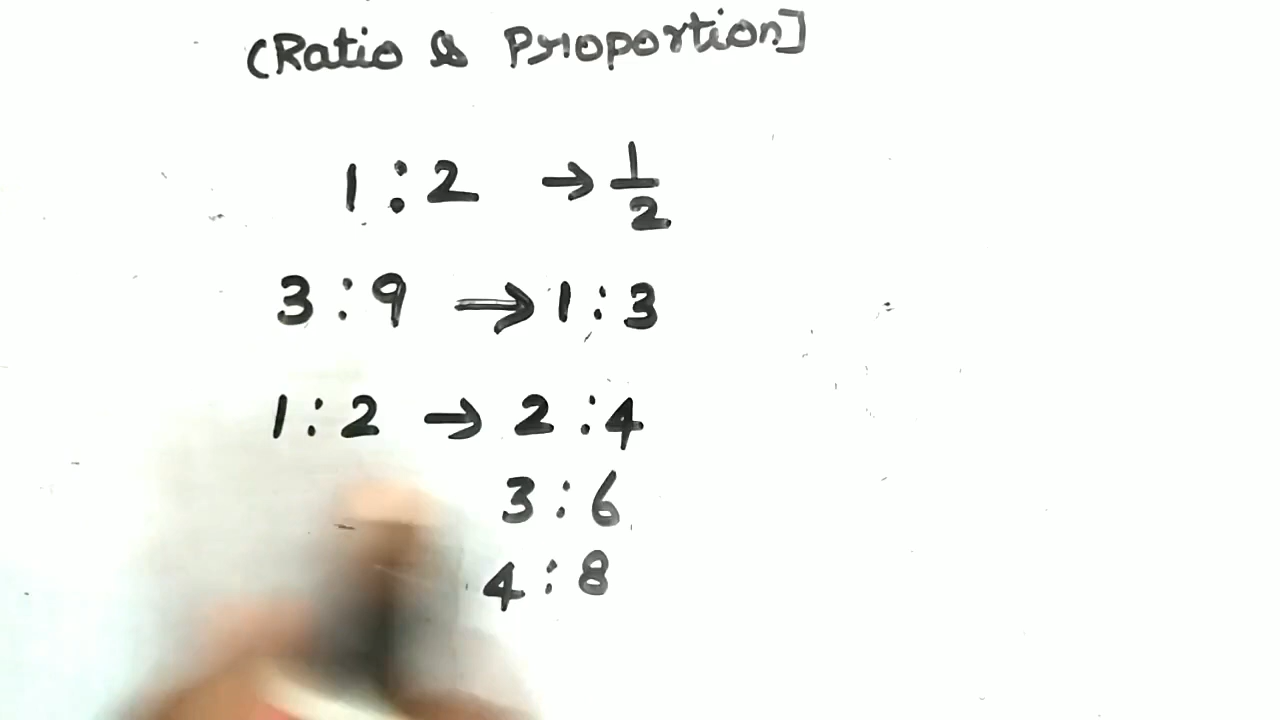 (Ratio & Proportion]
1 : 2 → 1/2
3 : 9 → 1 : 3
1 : 2 → 2 : 4
3 : 6
4 : 8